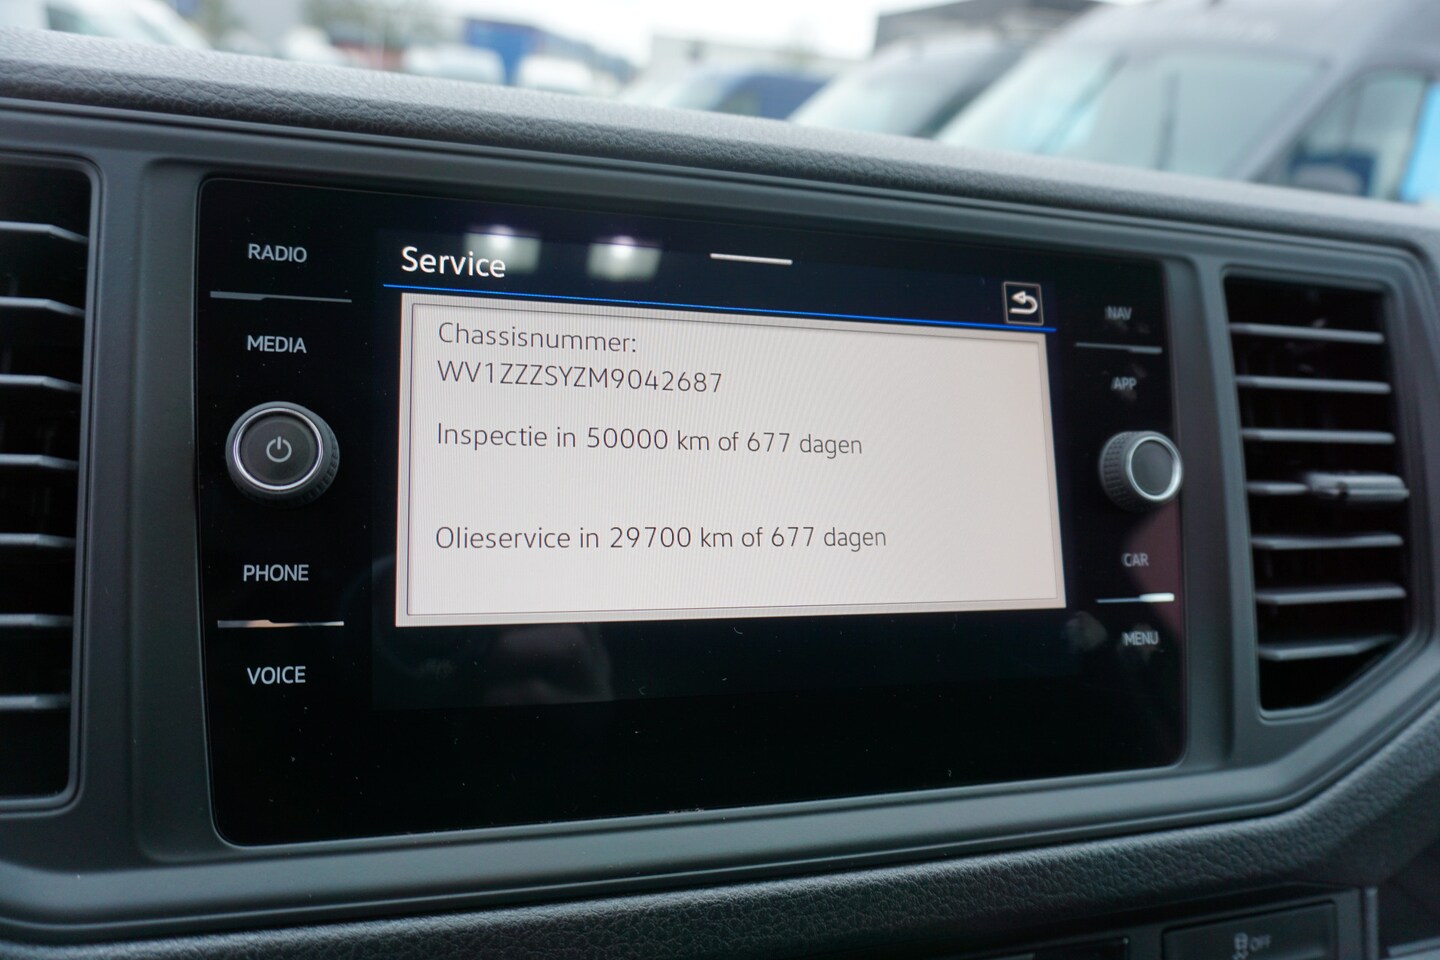 RADIO
MEDIA
PHONE
VOICE
Service
Chassisnummer:
WV1ZZZSYZM9042687
Inspectie in 50000 km of 677 dagen
Olieservice in 29700 km of 677 dagen
NAV
APP
CAR
MENU
OFF